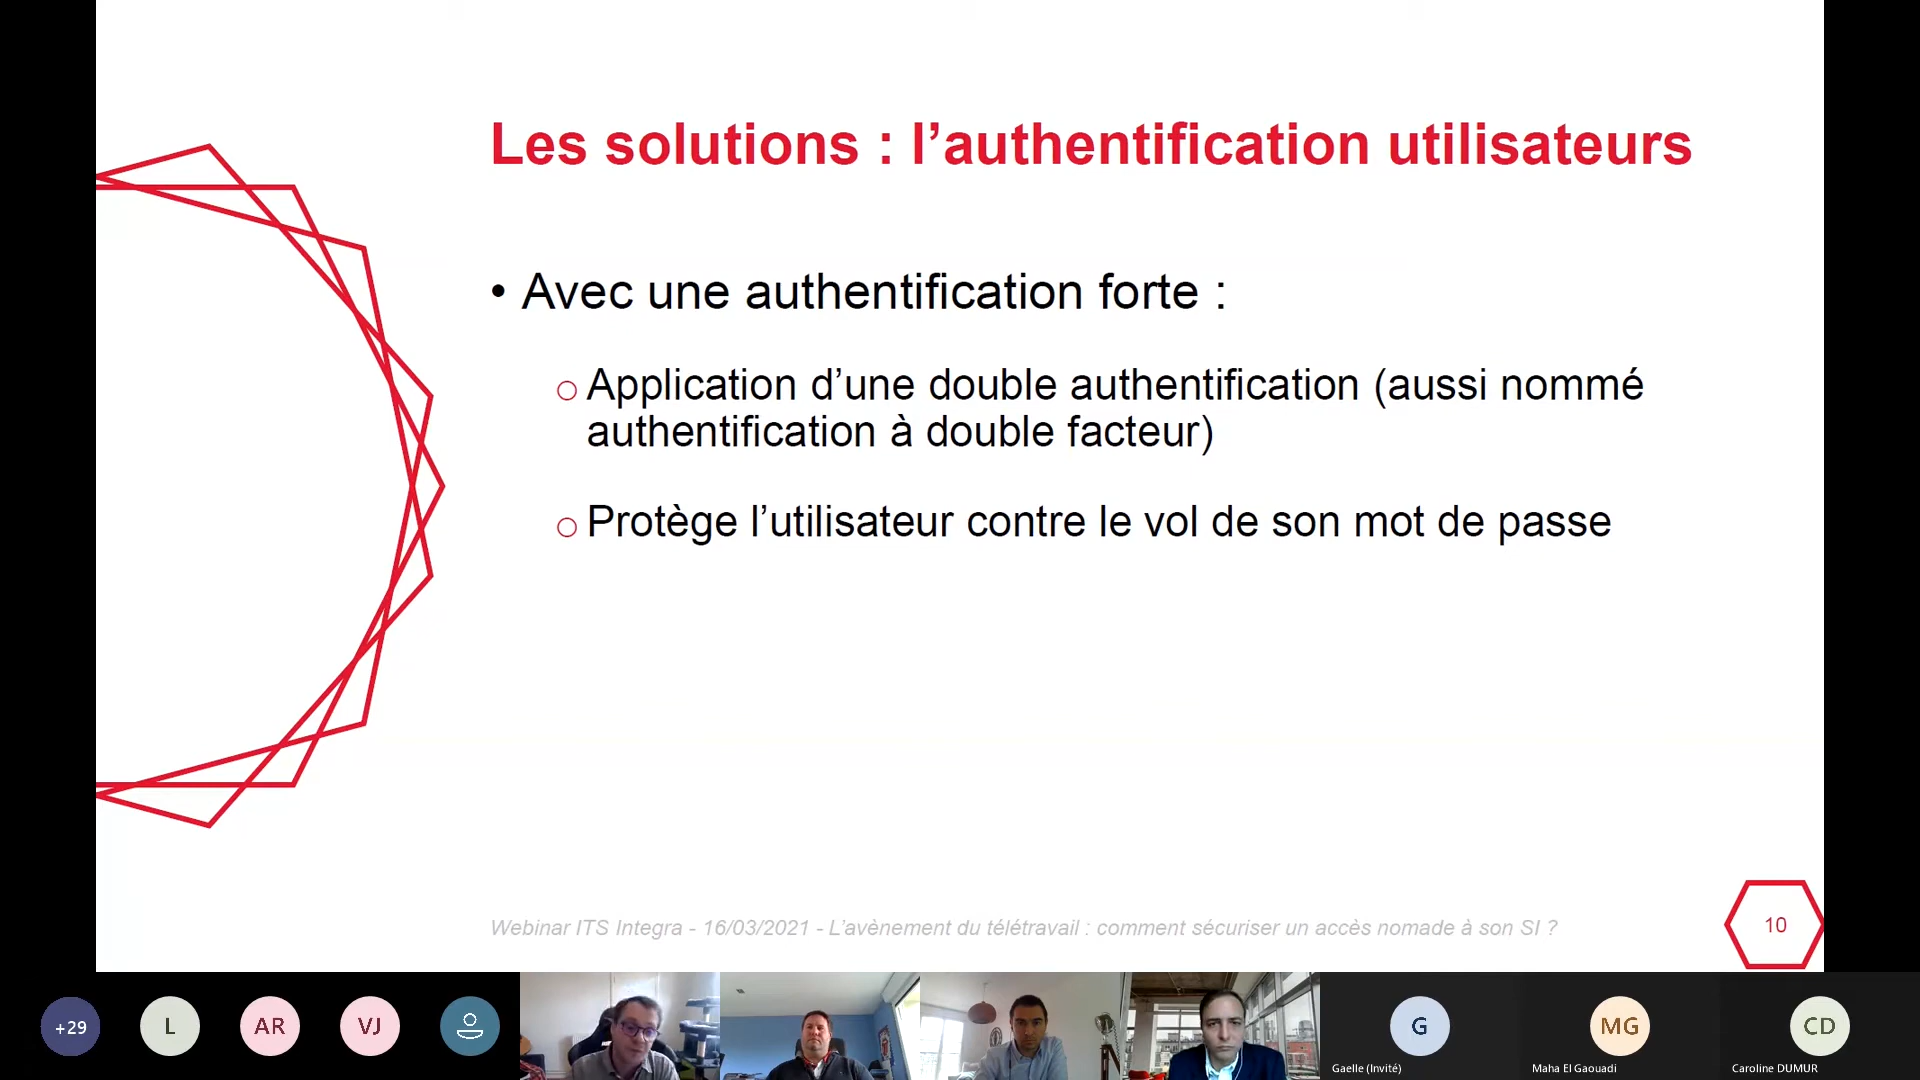 Les solutions : l’authentification utilisateurs
• Avec une authentification forte :
o Application d’une double authentification (aussi nommé
authentification à double facteur)
o Protège l’utilisateur contre le vol de son mot de passe
Webinar ITS Integra - 16/03/2021 - L’avènement du télétravail : comment sécuriser un accès nomade à son SI ?
10
+29
L
AR
VJ
G
MG
CD
Gaelle (Invité)
Maha El Gaouadi
Caroline DUMUR